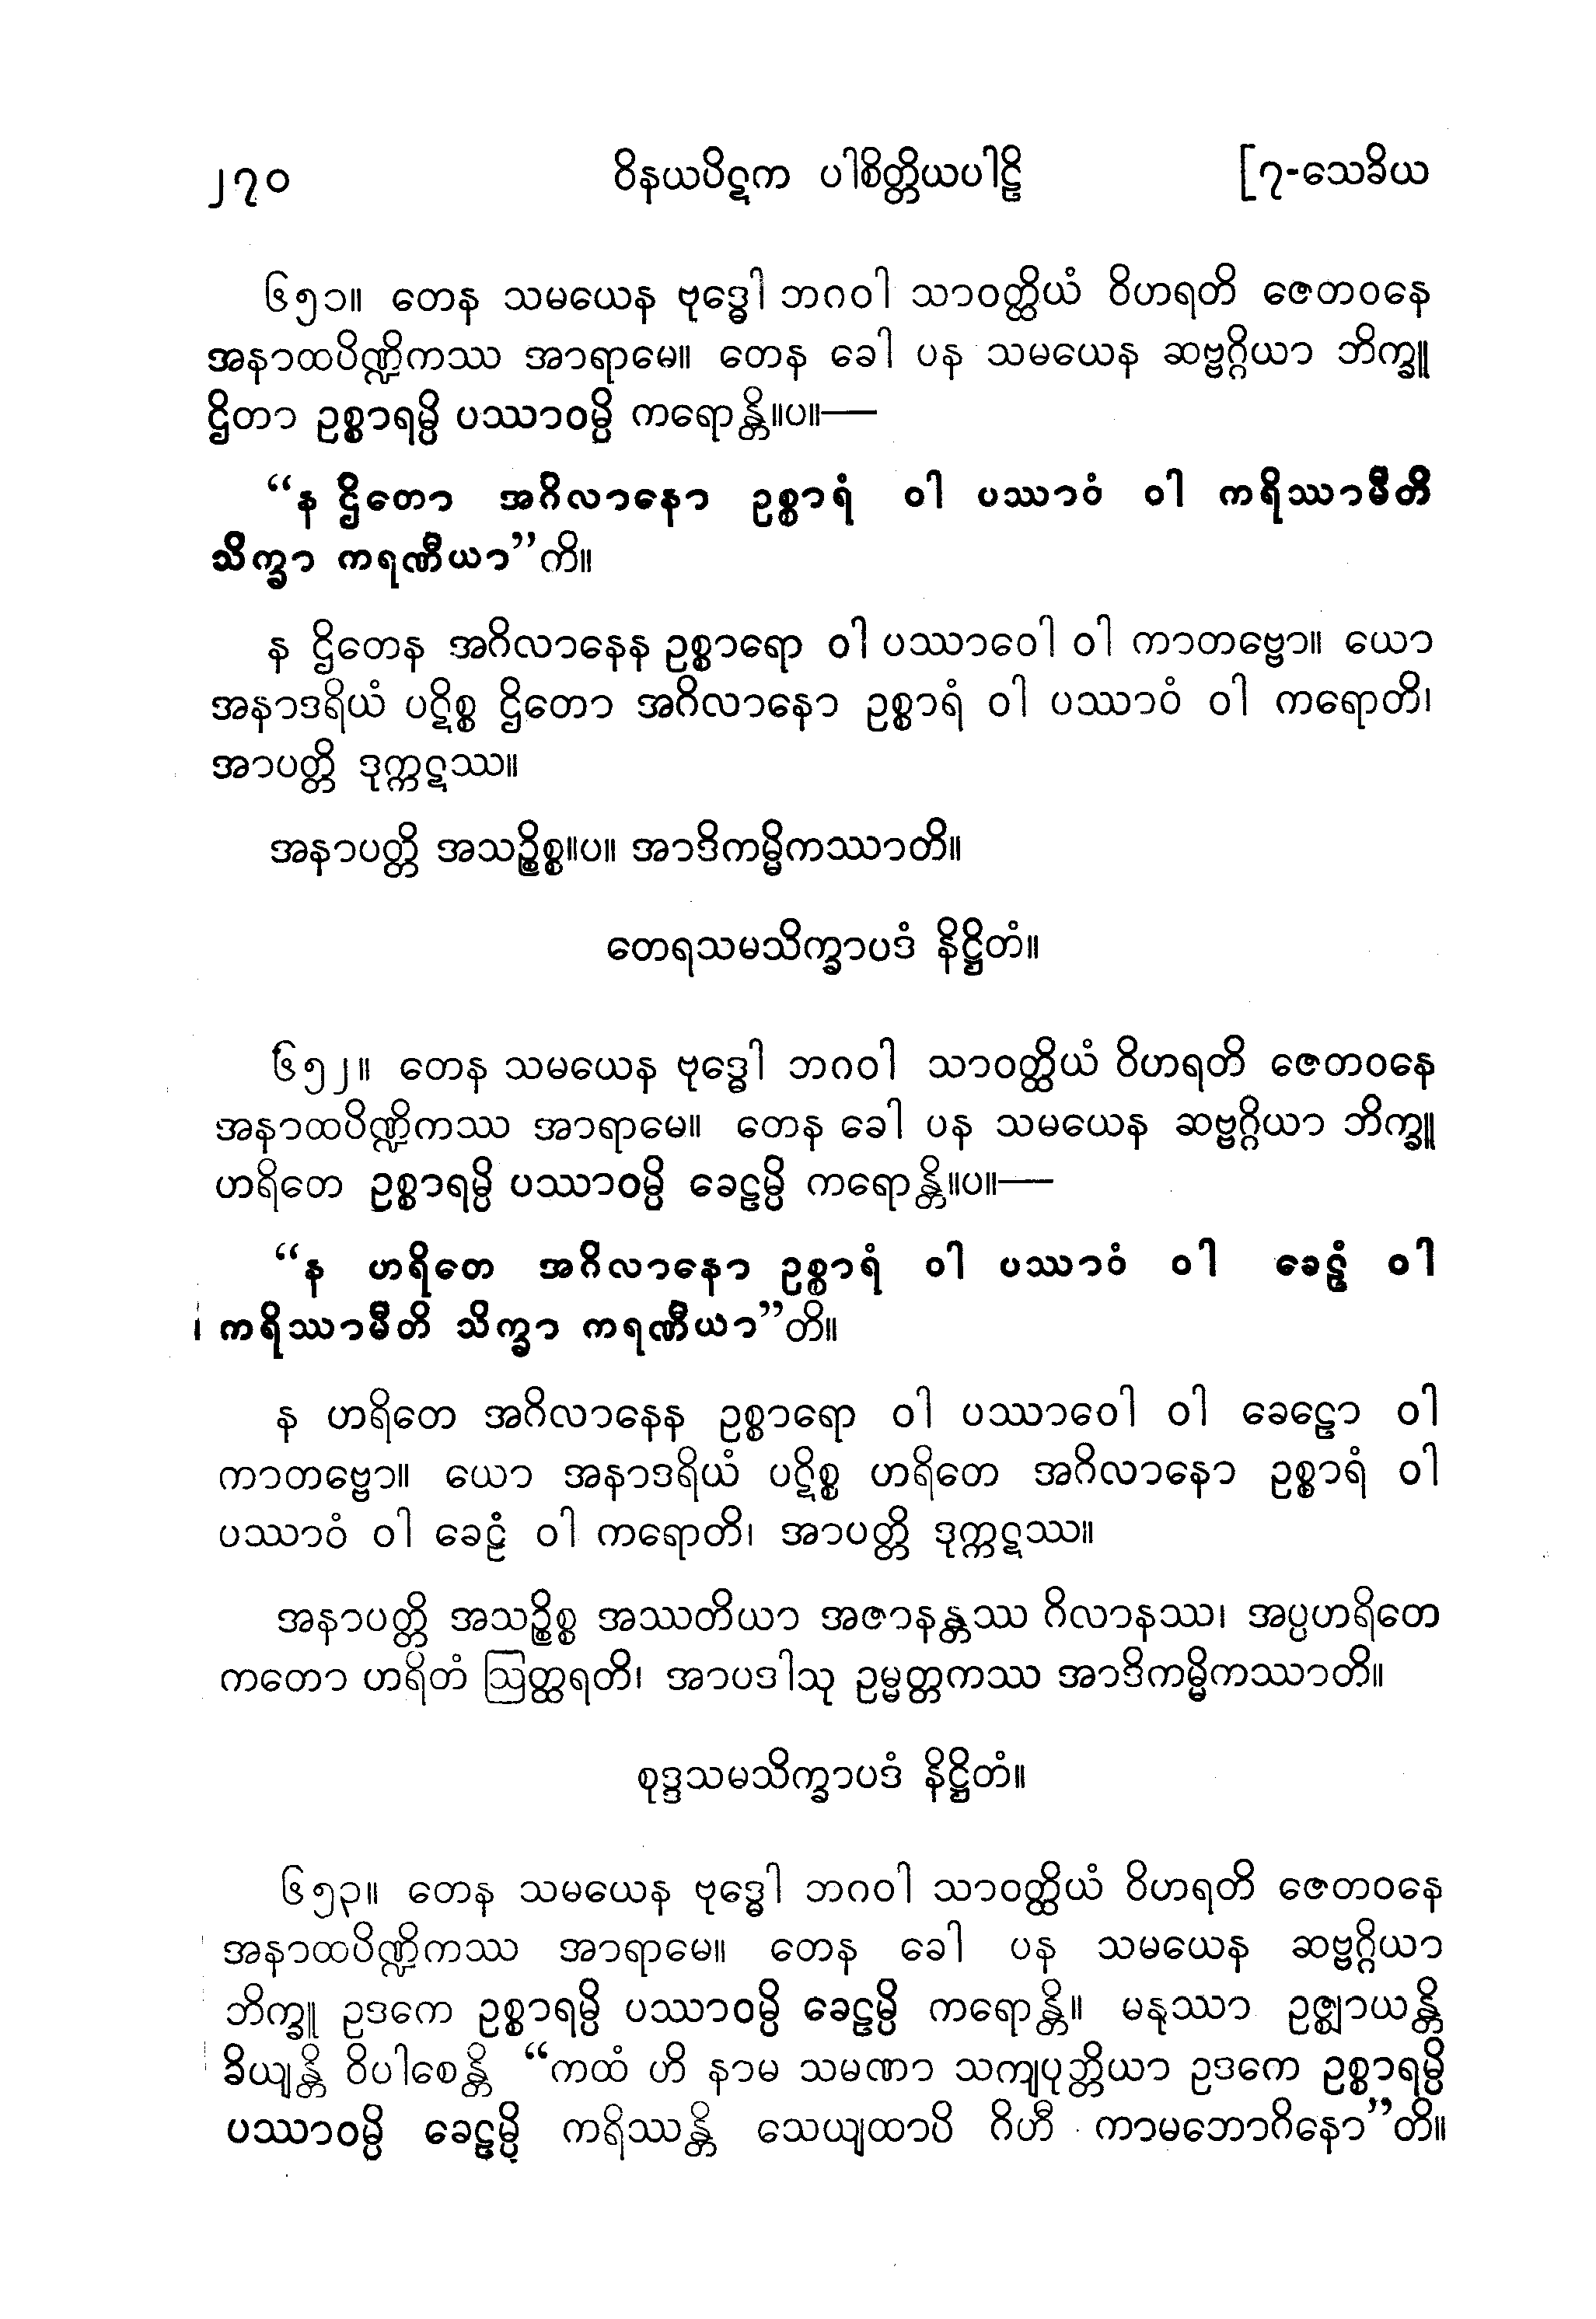 ၂၇၀ ဝိနယပိဋက ပါစိတ္တိယပါဠိ [၇-သေခိယ
၆၅၁။ တေန သမယေန ဗုဒ္ဓေါ ဘဂဝါ သာဝတ္ထိယံ ဝိဟရတိ ဇေတဝနေ
အနာထပိဏ္ဍိကဿ အာရာမေ။ တေန ခေါ ပန သမယေန ဆဗ္ဗဂ္ဂိယာ ဘိက္ခူ
ဌိတာ ဥစ္စာရမ္ပိ ပဿာဝမ္ပိ ကရောန္တိ။ပ။—
“န ဌိတော အဂိလာနော ဥစ္စာရံ ဝါ ပဿာဝံ ဝါ ကရိဿာမီတိ
သိက္ခာ ကရဏီယာ”ကိ။
န ဌိတေန အဂိလာနေန ဥစ္စာရော ဝါ ပဿာဝေါ ဝါ ကာတဗ္ဗော။ ယော
အနာဒရိယံ ပဋိစ္စ ဌိတော အဂိလာနော ဥစ္စာရံ ဝါ ပဿာဝံ ဝါ ကရောတိ၊
အာပတ္တိ ဒုက္ကဋဿ။
အနာပတ္တိ အသဉ္စိစ္စ။ပ။ အာဒိကမ္မိကဿာတိ။
တေရသမသိက္ခာပဒံ နိဋ္ဌိတံ။
၆၅၂။ တေန သမယေန ဗုဒ္ဓေါ ဘဂဝါ သာဝတ္ထိယံ ဝိဟရတိ ဇေတဝနေ
အနာထပိဏ္ဍိကဿ အာရာမေ။ တေန ခေါ ပန သမယေန ဆဗ္ဗဂ္ဂိယာ ဘိက္ခူ
ဟရိတေ ဥစ္စာရမ္ပိ ပဿာဝမ္ပိ ခေဠမ္ပိ ကရောန္တိ။ပ။—
“န ဟရိတေ အဂိလာနော ဥစ္စာရံ ဝါ ပဿာဝံ ဝါ ခေဠံ ဝါ
ကရိဿာမီတိ သိက္ခာ ကရဏီယာ”တိ။
န ဟရိတေ အဂိလာနေန ဥစ္စာရော ဝါ ပဿာဝေါ ဝါ ခေဠော ဝါ
ကာတဗ္ဗော။ ယော အနာဒရိယံ ပဋိစ္စ ဟရိတေ အဂိလာနော ဥစ္စာရံ ဝါ
ပဿာဝံ ဝါ ခေဠံ ဝါ ကရောတိ၊ အာပတ္တိ ဒုက္ကဋဿ။
အနာပတ္တိ အသဉ္စိစ္စ အဿတိယာ အဇာနန္တဿ ဂိလာနဿ၊ အပ္ပဟရိတေ
ကတော ဟရိတံ ဩတ္ထရတိ၊ အာပဒါသု ဥမ္မတ္တကဿ အာဒိကမ္မိကဿာတိ။
စုဒ္ဒသမသိက္ခာပဒံ နိဋ္ဌိတံ။
၆၅၃။ တေန သမယေန ဗုဒ္ဓေါ ဘဂဝါ သာဝတ္ထိယံ ဝိဟရတိ ဇေတဝနေ
အနာထပိဏ္ဍိကဿ အာရာမေ။ တေန ခေါ ပန သမယေန ဆဗ္ဗဂ္ဂိယာ
ဘိက္ခူ ဥဒကေ ဥစ္စာရမ္ပိ ပဿာဝမ္ပိ ခေဠမ္ပိ ကရောန္တိ။ မနုဿာ ဥဇ္ဈာယန္တိ
ခိယျန္တိ ဝိပါစေန္တိ “ကထံ ဟိ နာမ သမဏာ သကျပုတ္တိယာ ဥဒကေ ဥစ္စာရမ္ပိ
ပဿာဝမ္ပိ ခေဠမ္ပိ ကရိဿန္တိ သေယျထာပိ ဂိဟီ ကာမဘောဂိနော”တိ။